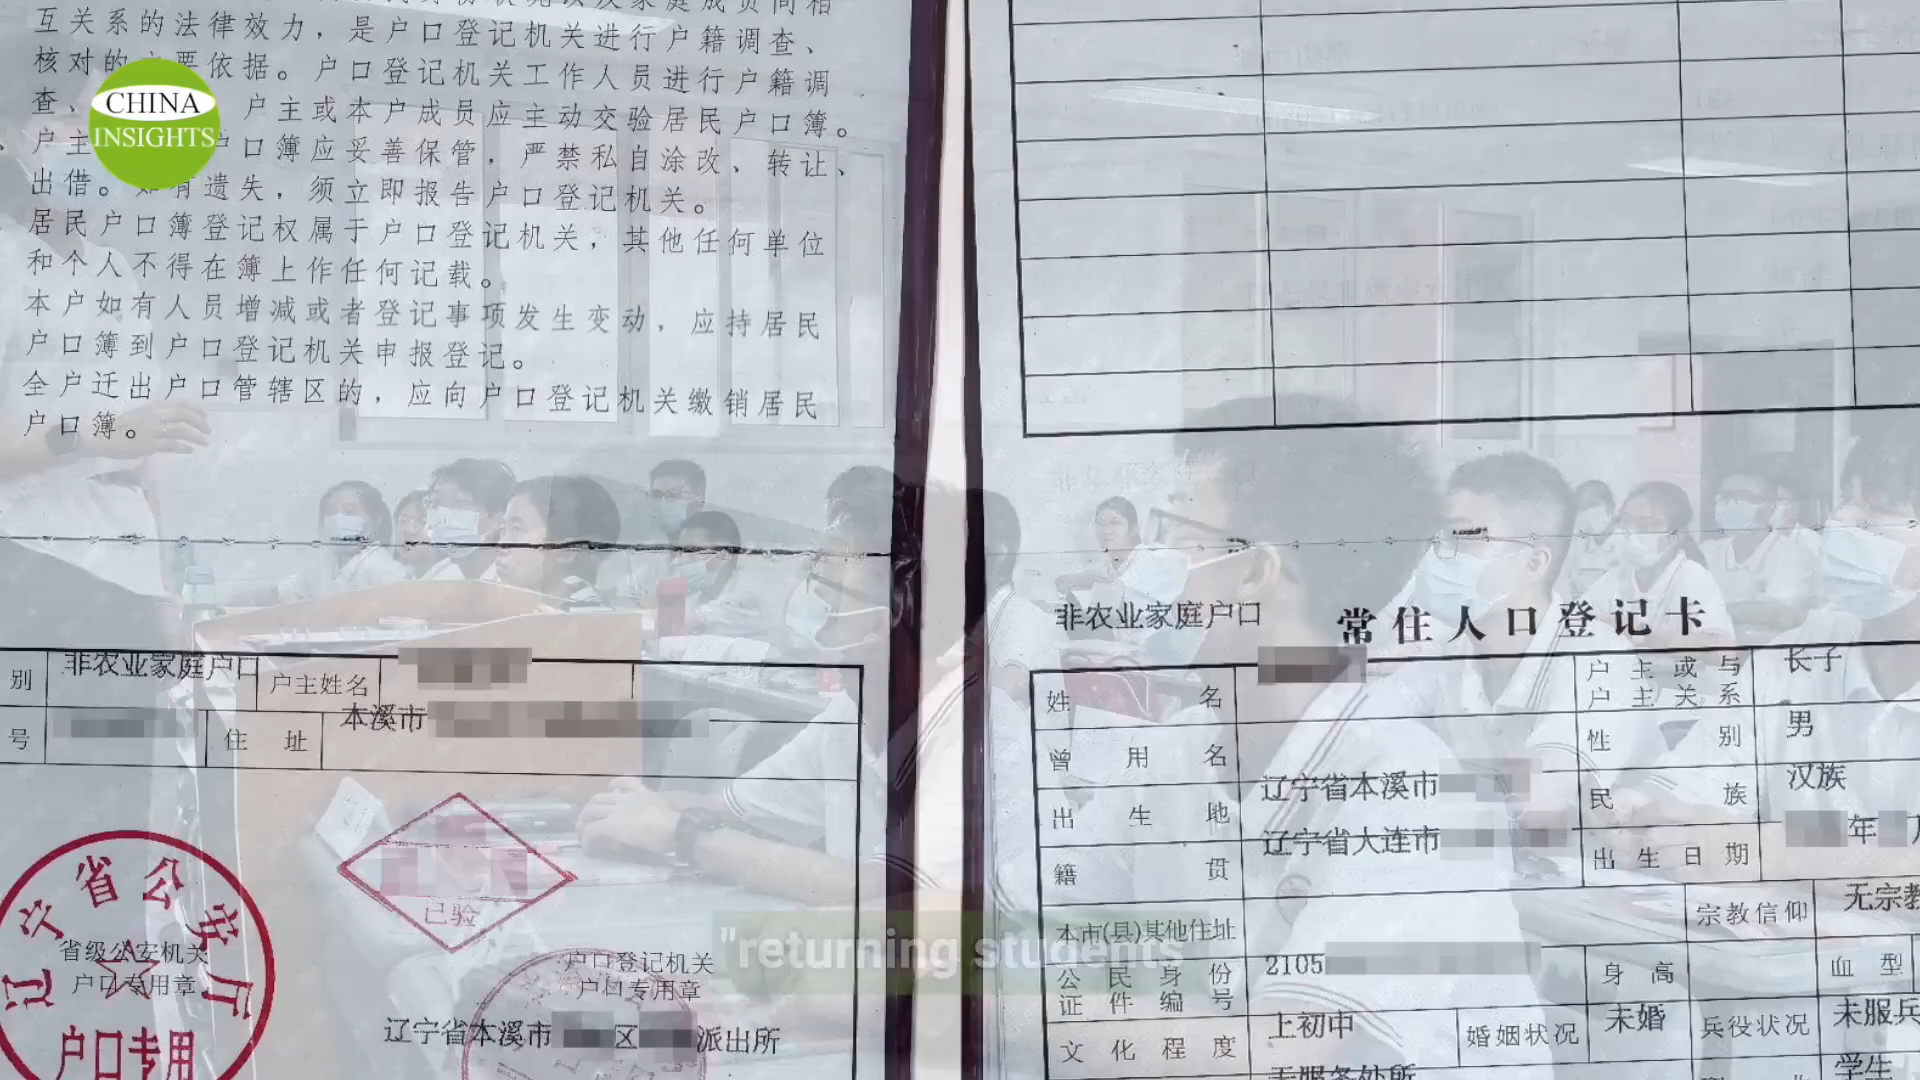 互关系的法律效力，是户口登记机关进行户籍调查、
核对的主要依据。户口登记机关工作人员进行户籍调
查、户主或本户成员应主动交验居民户口簿。
户主 户口簿应妥善保管，严禁私自涂改、转让、
出借。如有遗失，须立即报告户口登记机关。
居民户口簿登记权属于户口登记机关，其他任何单位
和个人不得在簿上作任何记载。
本户如有人员增减或者登记事项发生变动，应持居民
户口簿到户口登记机关申报登记。
全户迁出户口管辖区的，应向户口登记机关缴销居民
户口簿。
CHINA
INSIGHTS
别 非农业家庭户口 户主姓名
号 住址 本溪市
已验
辽宁省公安厅
户口专用
省级公安机关
户口专用章
户口登记机关
户口专用章
辽宁省本溪市 区 派出所
非农业家庭户口 常住人口登记卡
姓名 户主或与户主关系 长子
曾用名 性别 男
出生地 辽宁省本溪市 民族 汉族
籍贯 辽宁省大连市 出生日期 年
本市(县)其他住址 宗教信仰 无宗教
公民身份证件编号 2105 身高 血型
文化程度 上初中 婚姻状况 未婚 兵役状况 未服兵
无服务处所 学生
"returning students